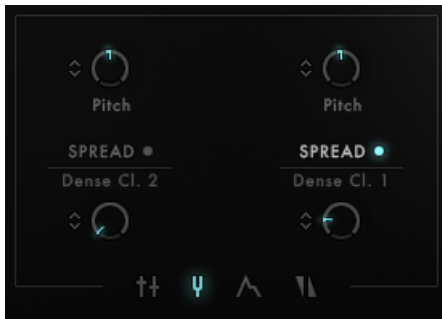 Pitch
Pitch
SPREAD
SPREAD
Dense Cl. 2
Dense Cl. 1